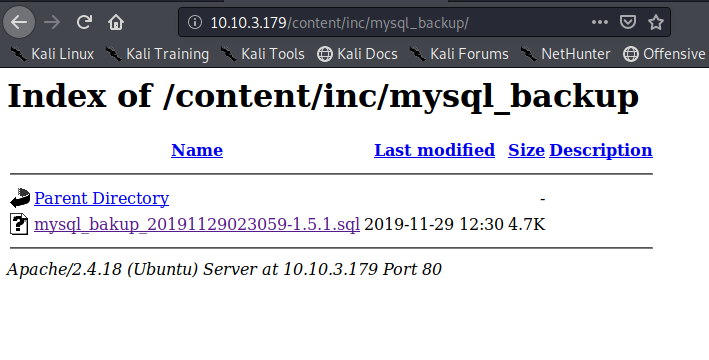 10.10.3.179/content/inc/mysql_backup/
Kali Linux Kali Training Kali Tools Kali Docs Kali Forums NetHunter Offensive
Index of /content/inc/mysql_backup
Name Last modified Size Description
Parent Directory -
mysql_bakup_20191129023059-1.5.1.sql 2019-11-29 12:30 4.7K
Apache/2.4.18 (Ubuntu) Server at 10.10.3.179 Port 80